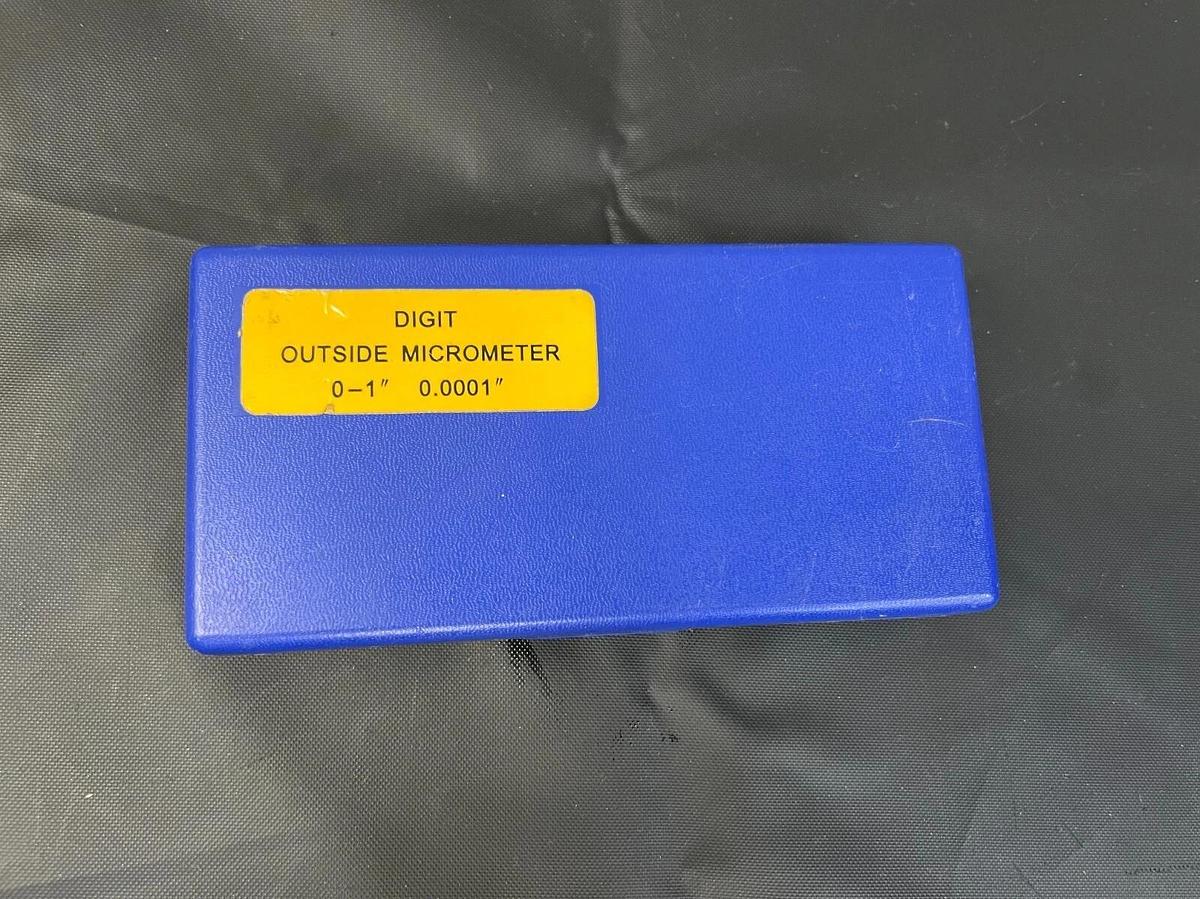 DIGIT
OUTSIDE MICROMETER
0–1″ 0.0001″